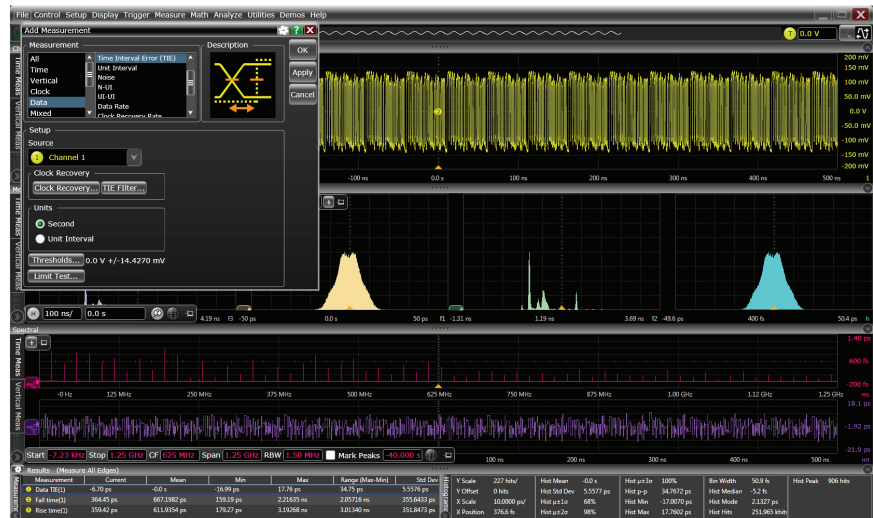 File Control Setup Display Trigger Measure Math Analyze Utilities Demos Help
Add Measurement
T 0.0 V
Measurement
All
Time
Vertical
Clock
Data
Mixed
Time Interval Error (TIE)
Unit Interval
Noise
N-UI
UI-UI
Data Rate
Clock Recovery Rate
Description
OK
Apply
Cancel
Setup
Source
1 Channel 1
Clock Recovery
Clock Recovery... TIE Filter...
Units
Second
Unit Interval
Thresholds... 0.0 V +/-14.4270 mV
Limit Test...
200 mV
150 mV
100 mV
50.0 mV
0.0 V
-50.0 mV
-100 mV
-150 mV
-200 mV
-100 ns 0.0 s 100 ns 200 ns 300 ns 400 ns 500 ns 1
Time Meas Vertical Meas
H 100 ns/ 0.0 s
4.19 ns f3 -50 ps 0.0 s 50 ps f1 -1.31 ns 1.19 ns 3.69 ns f2 -49.6 ps 400 fs 50.4 ps h
Spectral
Time Meas Vertical Meas
1.40 ps
600 fs
-200 fs
-0 Hz 125 MHz 250 MHz 375 MHz 500 MHz 625 MHz 750 MHz 875 MHz 1.00 GHz 1.12 GHz 1.25 GHz
18.1 ps
-1.92 ps
-21.9 ps
Start -7.23 kHz Stop 1.25 GHz CF 625 MHz Span 1.25 GHz RBW 1.50 MHz Mark Peaks -40.000 s
100 ns 200 ns 300 ns 400 ns 500 ns
Results (Measure All Edges)
Measurement Current Mean Min Max Range (Max-Min) Std Dev
Data TIE(1) -6.70 ps -0.0 s -16.99 ps 17.76 ps 34.75 ps 5.5576 ps
Fall time(1) 364.45 ps 667.1982 ps 159.19 ps 2.21635 ns 2.05716 ns 355.6433 ps
Rise time(1) 359.42 ps 611.9354 ps 179.27 ps 3.19268 ns 3.01340 ns 351.8473 ps
Histograms
Y Scale 227 hits/ Hist Mean -0.0 s Hist μ±3σ 100% Bin Width 50.9 fs Hist Peak 906 hits
Y Offset 0 hits Hist Std Dev 5.5577 ps Hist p-p 34.7672 ps Hist Median -5.2 fs
X Scale 10.0000 ps/ Hist μ±1σ 68% Hist Min -17.0070 ps Hist Mode 2.1327 ps
X Position 376.6 fs Hist μ±2σ 98% Hist Max 17.7602 ps Hist Hits 251.965 khits